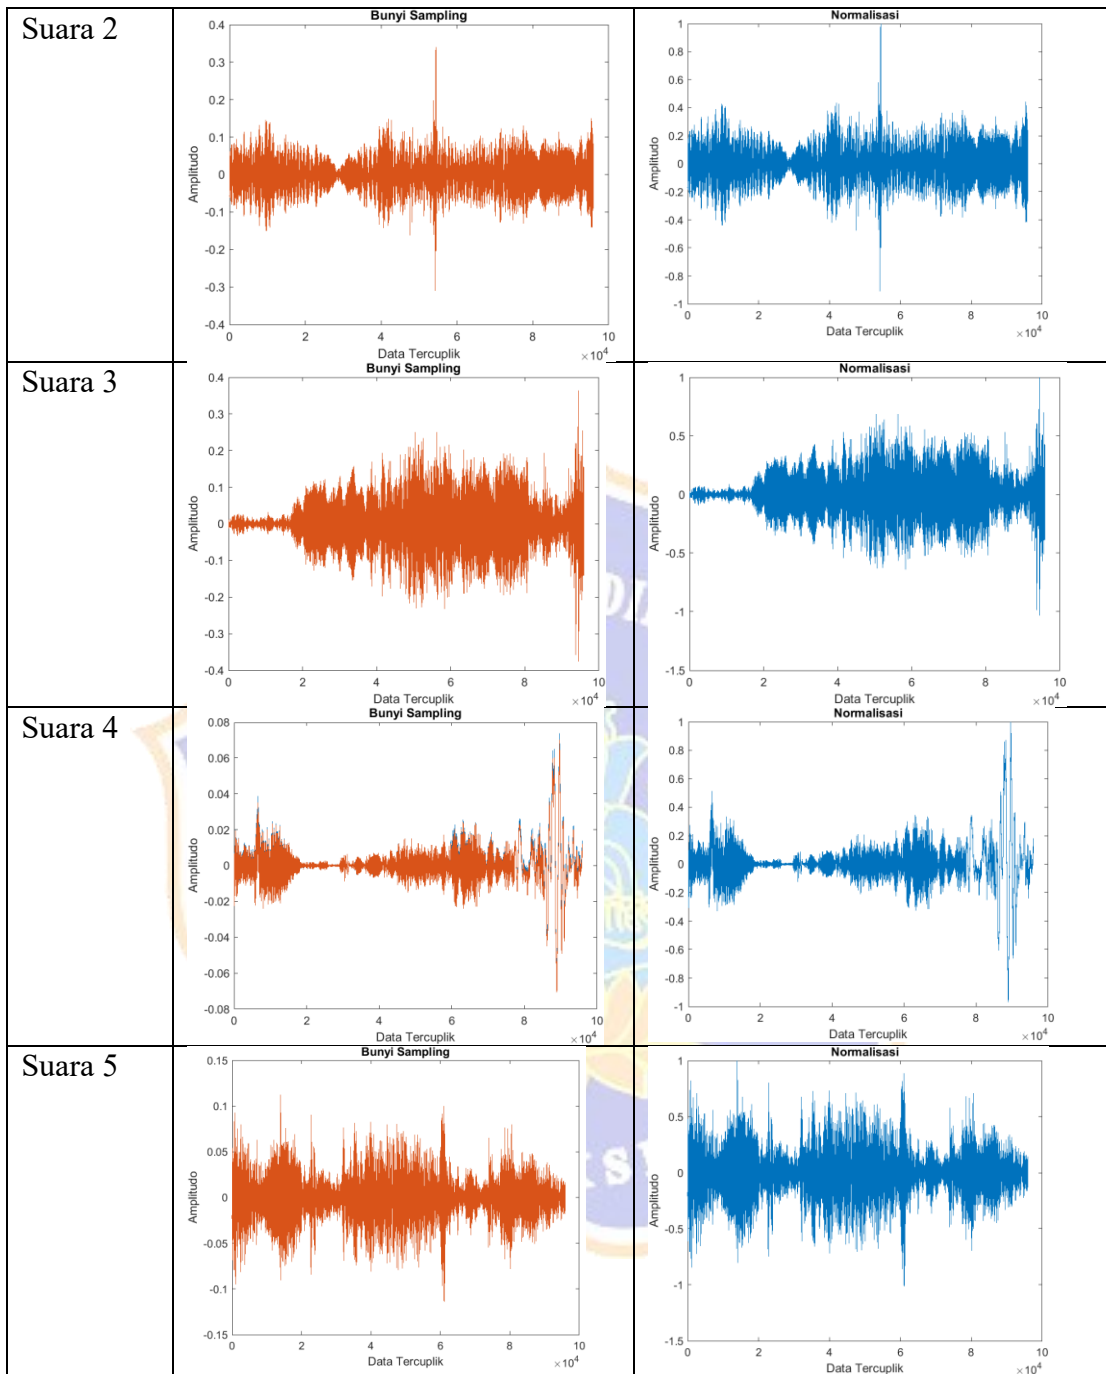 Suara 2
Bunyi Sampling
0.4
0.3
0.2
0.1
0
-0.1
-0.2
-0.3
-0.4
Amplitudo
0 2 4 6 8 10
Data Tercuplik
×10⁴
Normalisasi
1
0.8
0.6
0.4
0.2
0
-0.2
-0.4
-0.6
-0.8
-1
Amplitudo
0 2 4 6 8 10
Data Tercuplik
×10⁴
Suara 3
Bunyi Sampling
0.4
0.3
0.2
0.1
0
-0.1
-0.2
-0.3
-0.4
Amplitudo
0 2 4 6 8 10
Data Tercuplik
×10⁴
Normalisasi
1
0.5
0
-0.5
-1
-1.5
Amplitudo
0 2 4 6 8 10
Data Tercuplik
×10⁴
Suara 4
Bunyi Sampling
0.08
0.06
0.04
0.02
0
-0.02
-0.04
-0.06
-0.08
Amplitudo
0 2 4 6 8 10
Data Tercuplik
×10⁴
Normalisasi
1
0.8
0.6
0.4
0.2
0
-0.2
-0.4
-0.6
-0.8
-1
Amplitudo
0 2 4 6 8 10
Data Tercuplik
×10⁴
Suara 5
Bunyi Sampling
0.15
0.1
0.05
0
-0.05
-0.1
-0.15
Amplitudo
0 2 4 6 8 10
Data Tercuplik
×10⁴
Normalisasi
1
0.5
0
-0.5
-1
-1.5
Amplitudo
0 2 4 6 8 10
Data Tercuplik
×10⁴